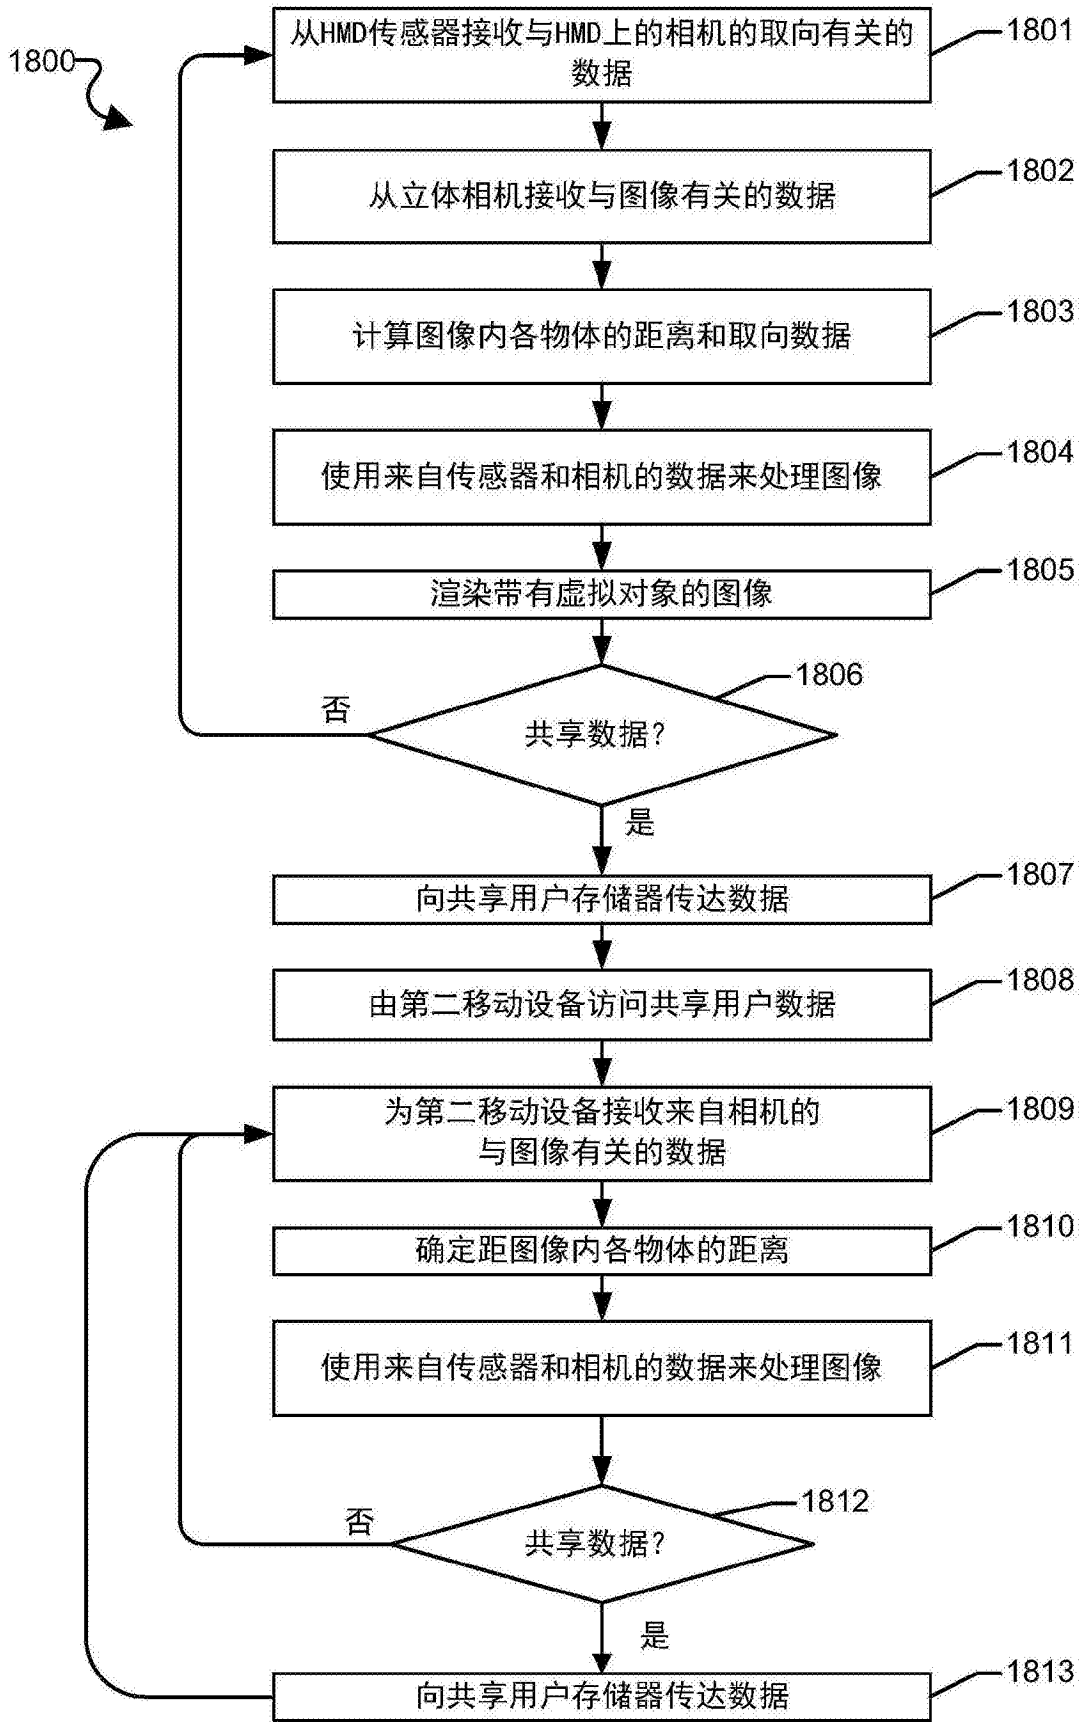 1800
从HMD传感器接收与HMD上的相机的取向有关的
数据
1801
从立体相机接收与图像有关的数据
1802
计算图像内各物体的距离和取向数据
1803
使用来自传感器和相机的数据来处理图像
1804
渲染带有虚拟对象的图像
1805
共享数据？
1806
否
是
向共享用户存储器传达数据
1807
由第二移动设备访问共享用户数据
1808
为第二移动设备接收来自相机的
与图像有关的数据
1809
确定距图像内各物体的距离
1810
使用来自传感器和相机的数据来处理图像
1811
共享数据？
1812
否
是
向共享用户存储器传达数据
1813